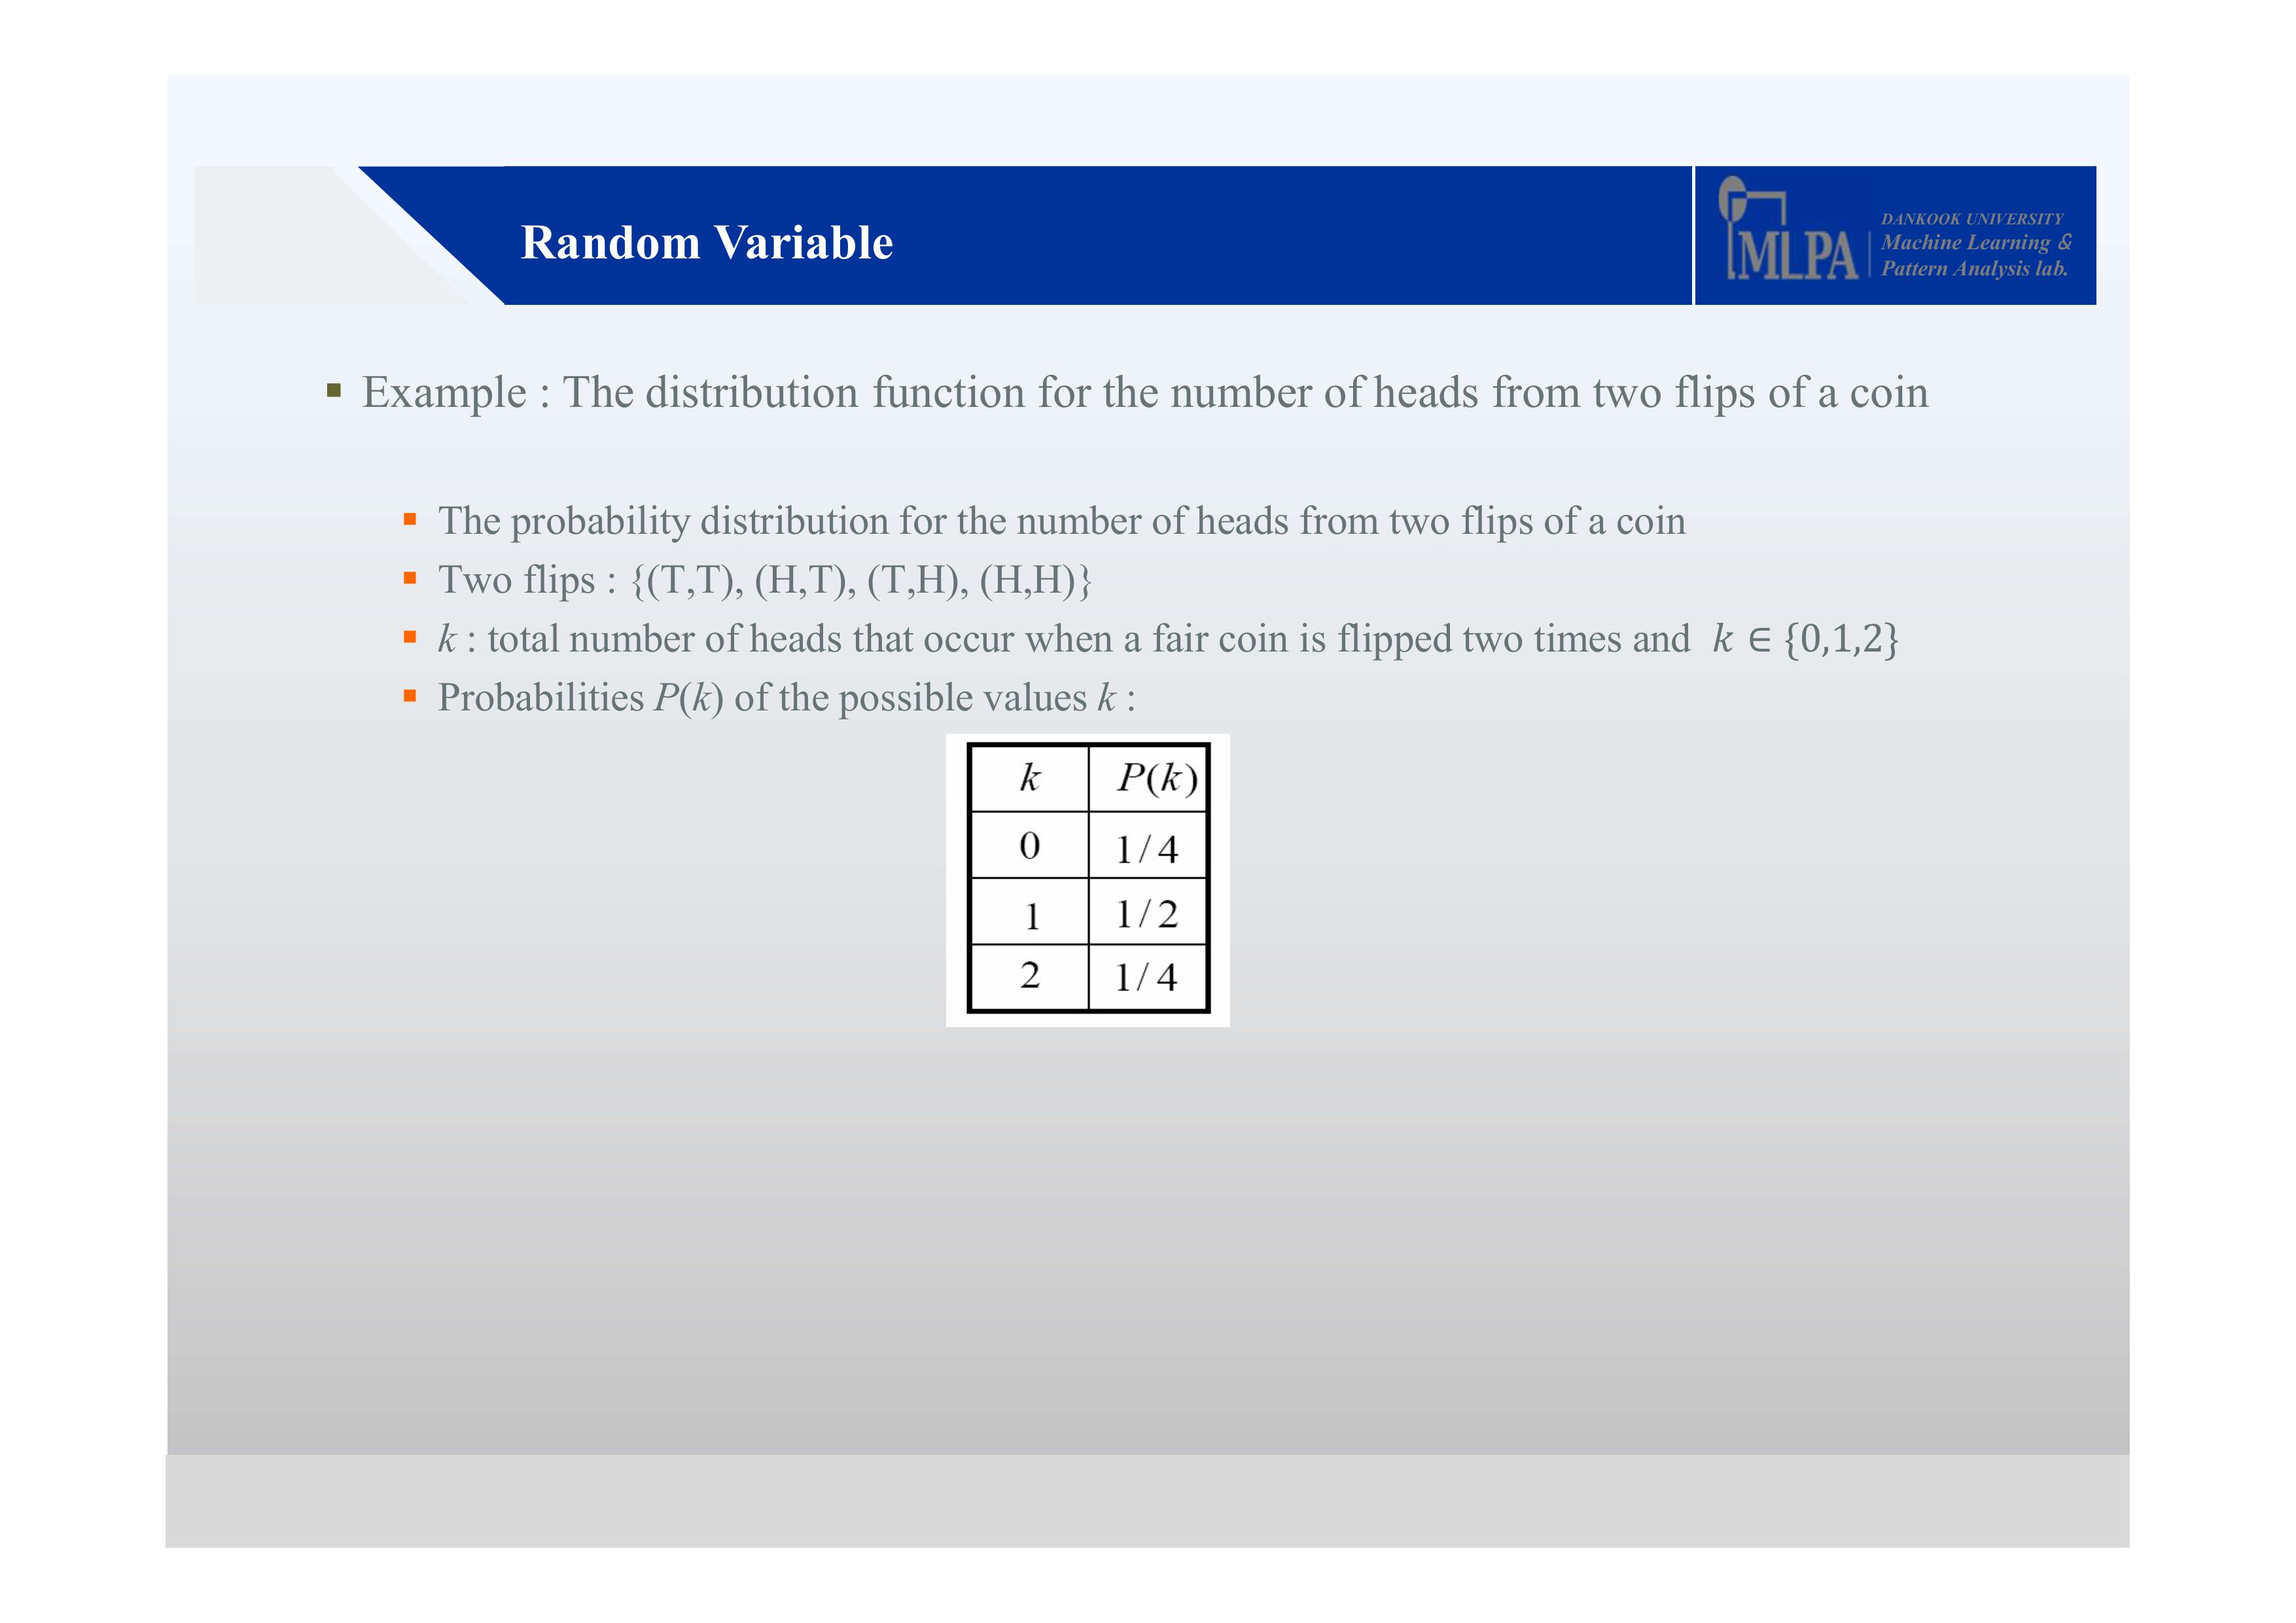 Random Variable
MLPA
DANKOOK UNIVERSITY
Machine Learning &
Pattern Analysis lab.
Example : The distribution function for the number of heads from two flips of a coin
The probability distribution for the number of heads from two flips of a coin
Two flips : {(T,T), (H,T), (T,H), (H,H)}
k : total number of heads that occur when a fair coin is flipped two times and k ∈ {0,1,2}
Probabilities P(k) of the possible values k :
k P(k)
0 1/4
1 1/2
2 1/4